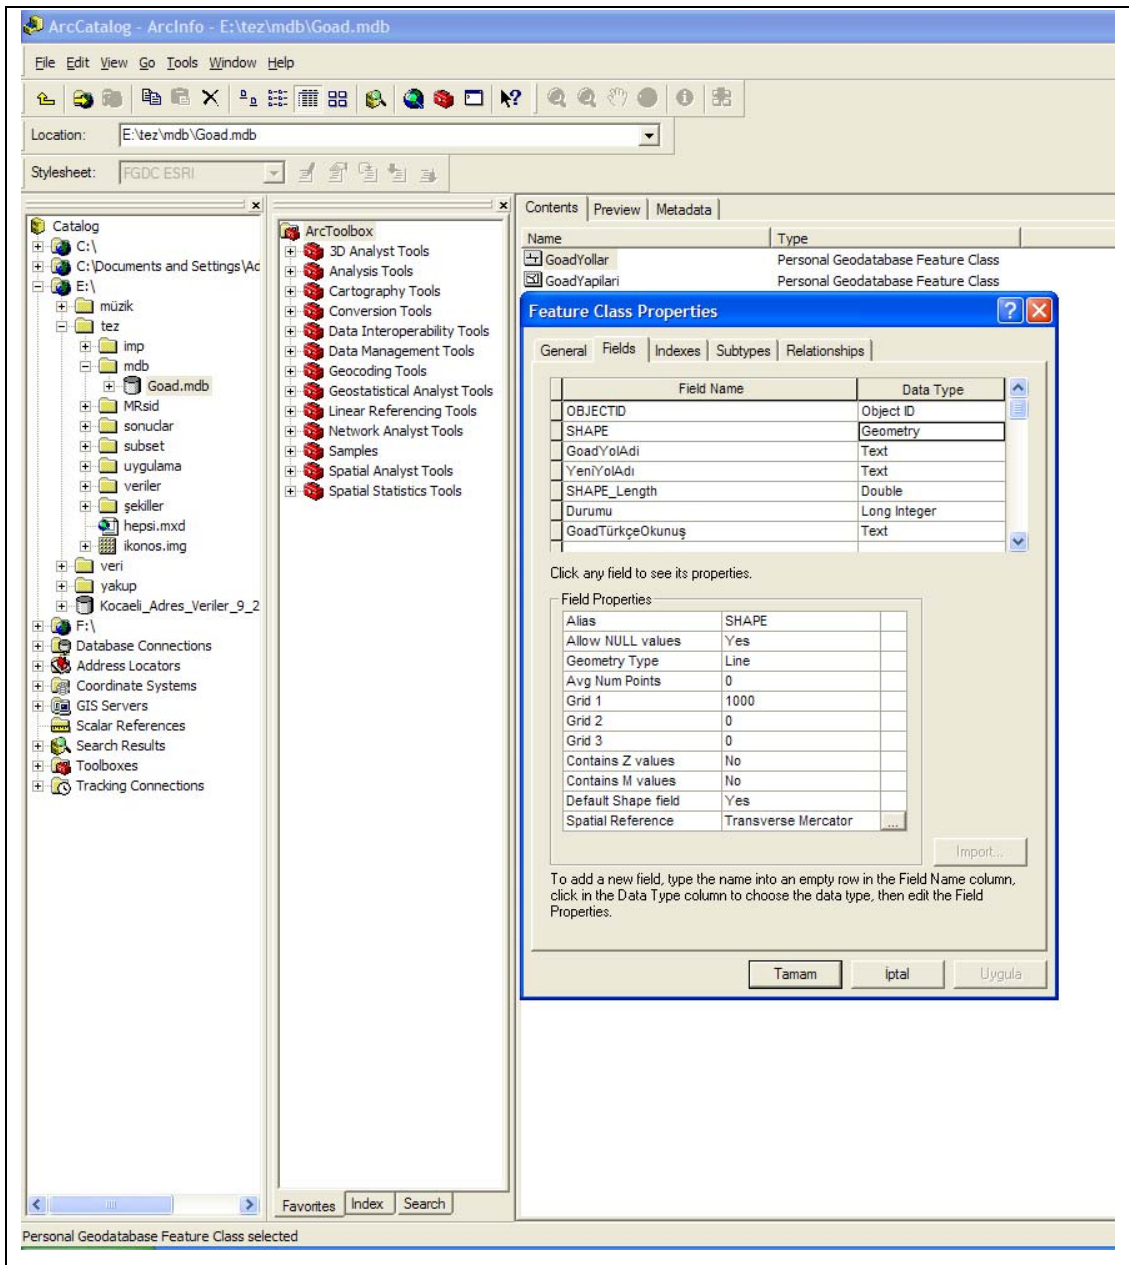 ArcCatalog - ArcInfo - E:\tez\mdb\Goad.mdb
File Edit View Go Tools Window Help
Location: E:\tez\mdb\Goad.mdb
Stylesheet: FGDC ESRI
Catalog
C:\
C:\Documents and Settings\Ad
E:\
müzik
tez
imp
mdb
Goad.mdb
MRsid
sonuclar
subset
uygulama
veriler
şekiller
hepsi.mxd
ikonos.img
veri
yakup
Kocaeli_Adres_Veriler_9_2
F:\
Database Connections
Address Locators
Coordinate Systems
GIS Servers
Scalar References
Search Results
Toolboxes
Tracking Connections
ArcToolbox
3D Analyst Tools
Analysis Tools
Cartography Tools
Conversion Tools
Data Interoperability Tools
Data Management Tools
Geocoding Tools
Geostatistical Analyst Tools
Linear Referencing Tools
Network Analyst Tools
Samples
Spatial Analyst Tools
Spatial Statistics Tools
Favorites Index Search
Contents Preview Metadata
Name Type
GoadYollar Personal Geodatabase Feature Class
GoadYapilari Personal Geodatabase Feature Class
Feature Class Properties
General Fields Indexes Subtypes Relationships
Field Name Data Type
OBJECTID Object ID
SHAPE Geometry
GoadYolAdi Text
YeniYolAdı Text
SHAPE_Length Double
Durumu Long Integer
GoadTürkçeOkunuş Text
Click any field to see its properties.
Field Properties
Alias SHAPE
Allow NULL values Yes
Geometry Type Line
Avg Num Points 0
Grid 1 1000
Grid 2 0
Grid 3 0
Contains Z values No
Contains M values No
Default Shape field Yes
Spatial Reference Transverse Mercator ...
Import...
To add a new field, type the name into an empty row in the Field Name column,
click in the Data Type column to choose the data type, then edit the Field
Properties.
Tamam İptal Uygula
Personal Geodatabase Feature Class selected